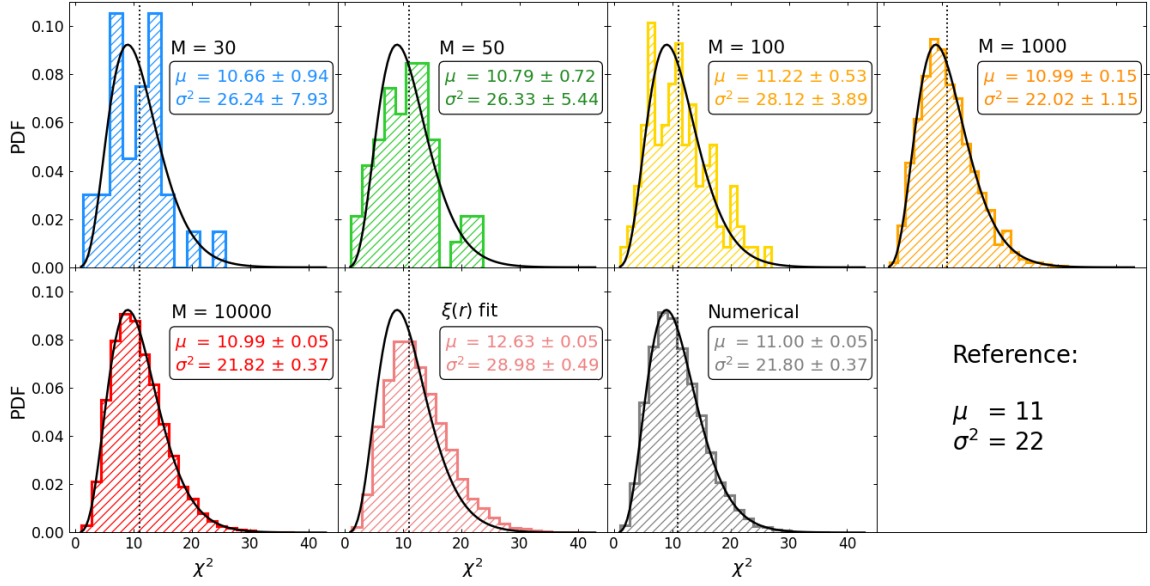 PDF
0.10
0.08
0.06
0.04
0.02
0.00
M = 30
μ = 10.66 ± 0.94
σ² = 26.24 ± 7.93
M = 50
μ = 10.79 ± 0.72
σ² = 26.33 ± 5.44
M = 100
μ = 11.22 ± 0.53
σ² = 28.12 ± 3.89
M = 1000
μ = 10.99 ± 0.15
σ² = 22.02 ± 1.15
PDF
0.10
0.08
0.06
0.04
0.02
0.00
M = 10000
μ = 10.99 ± 0.05
σ² = 21.82 ± 0.37
ξ(r) fit
μ = 12.63 ± 0.05
σ² = 28.98 ± 0.49
Numerical
μ = 11.00 ± 0.05
σ² = 21.80 ± 0.37
Reference:
μ = 11
σ² = 22
0 10 20 30 40
0 10 20 30 40
0 10 20 30 40
χ²
χ²
χ²